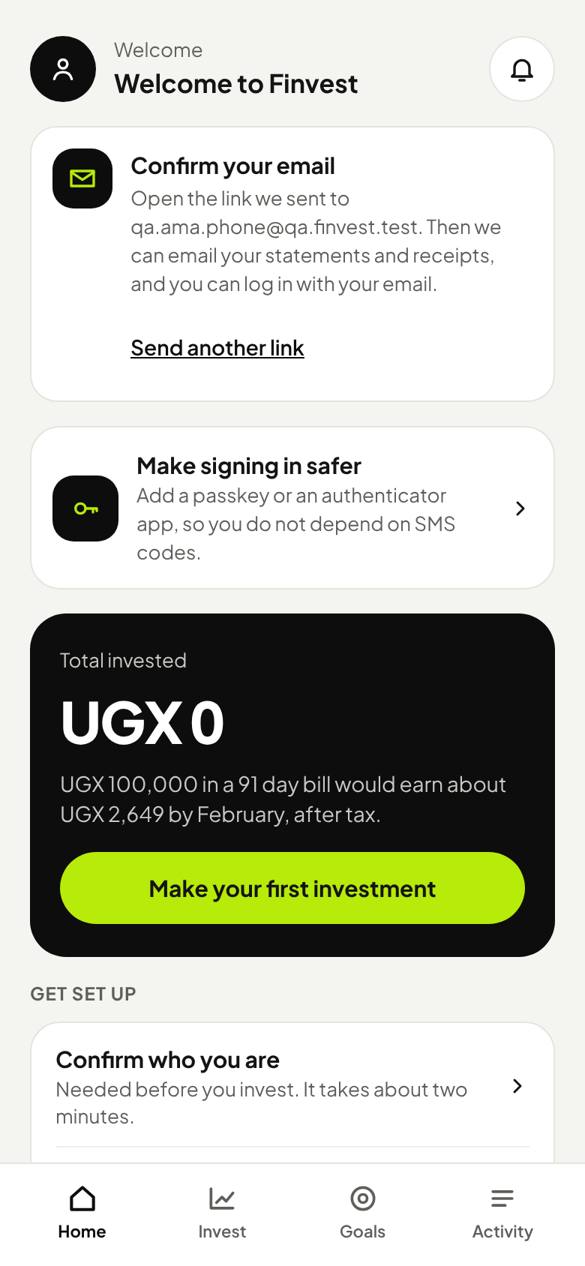 Welcome
Welcome to Finvest
Confirm your email
Open the link we sent to
qa.ama.phone@qa.finvest.test. Then we
can email your statements and receipts,
and you can log in with your email.
Send another link
Make signing in safer
Add a passkey or an authenticator
app, so you do not depend on SMS
codes.
Total invested
UGX 0
UGX 100,000 in a 91 day bill would earn about
UGX 2,649 by February, after tax.
Make your first investment
GET SET UP
Confirm who you are
Needed before you invest. It takes about two
minutes.
Home
Invest
Goals
Activity